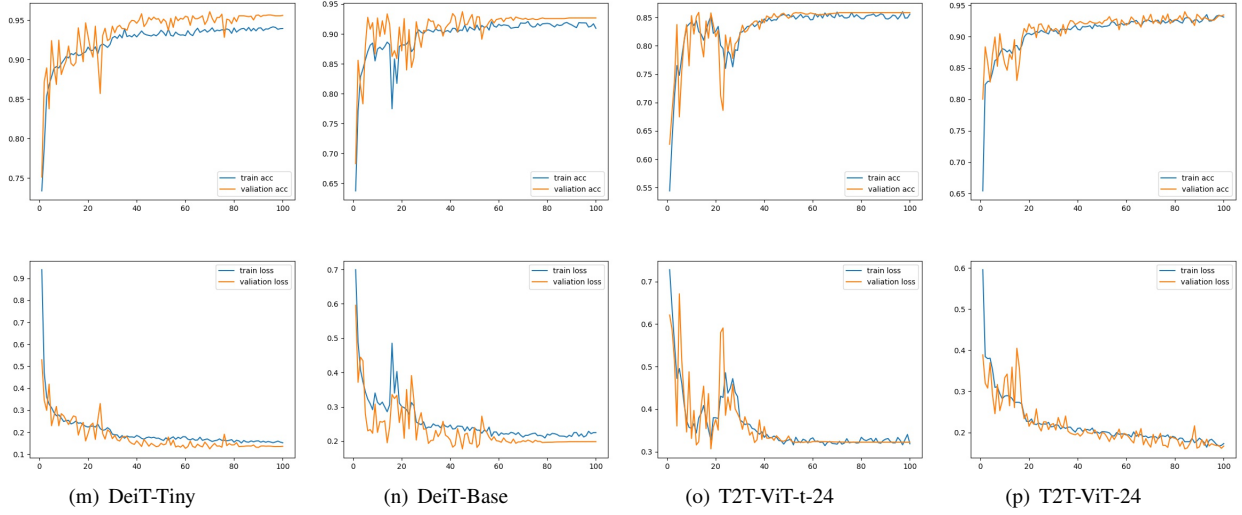 0.95
0.90
0.85
0.80
0.75
0 20 40 60 80 100
train acc
valiation acc
0.95
0.90
0.85
0.80
0.75
0.70
0.65
0 20 40 60 80 100
train acc
valiation acc
0.85
0.80
0.75
0.70
0.65
0.60
0.55
0 20 40 60 80 100
train acc
valiation acc
0.95
0.90
0.85
0.80
0.75
0.70
0.65
0 20 40 60 80 100
train acc
valiation acc
0.9
0.8
0.7
0.6
0.5
0.4
0.3
0.2
0.1
0 20 40 60 80 100
train loss
valiation loss
0.7
0.6
0.5
0.4
0.3
0.2
0 20 40 60 80 100
train loss
valiation loss
0.7
0.6
0.5
0.4
0.3
0 20 40 60 80 100
train loss
valiation loss
0.6
0.5
0.4
0.3
0.2
0 20 40 60 80 100
train loss
valiation loss
(m) DeiT-Tiny
(n) DeiT-Base
(o) T2T-ViT-t-24
(p) T2T-ViT-24